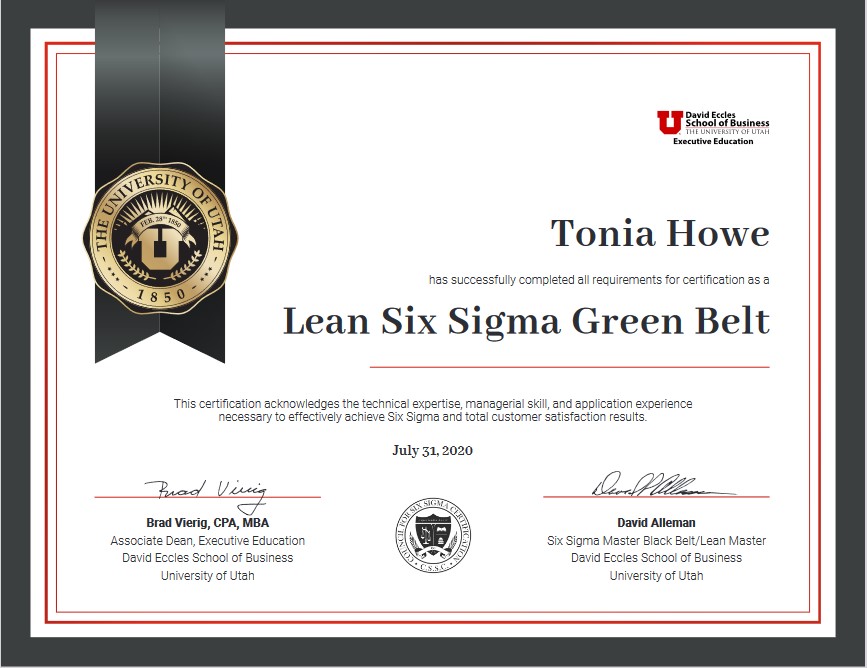 David Eccles
School of Business
THE UNIVERSITY OF UTAH
Executive Education
THE UNIVERSITY OF UTAH
FEB. 28TH 1850
U
1850
Tonia Howe
has successfully completed all requirements for certification as a
Lean Six Sigma Green Belt
This certification acknowledges the technical expertise, managerial skill, and application experience
necessary to effectively achieve Six Sigma and total customer satisfaction results.
July 31, 2020
Brad Vierig
Brad Vierig, CPA, MBA
Associate Dean, Executive Education
David Eccles School of Business
University of Utah
COUNCIL FOR SIX SIGMA CERTIFICATION
C.S.S.C.
David Alleman
Six Sigma Master Black Belt/Lean Master
David Eccles School of Business
University of Utah